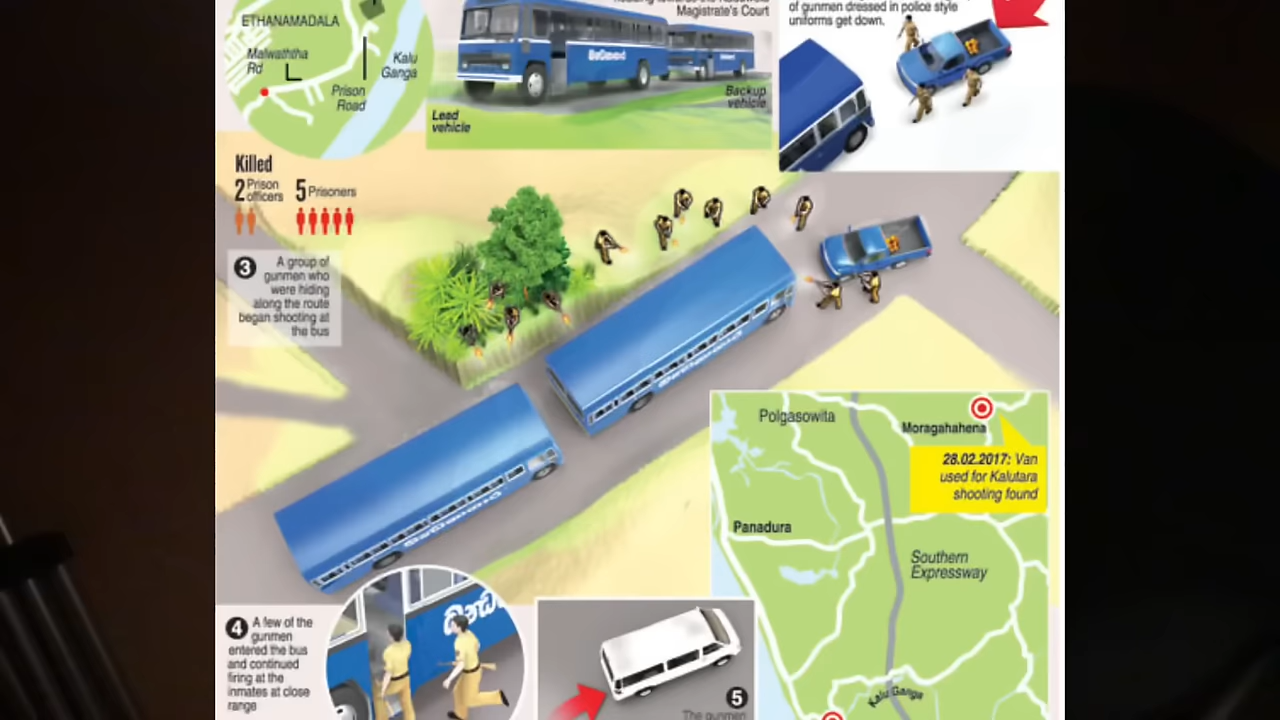 ETHANAMADALA
Malwaththa
Rd
Kalu
Ganga
Prison
Road
Magistrate's Court
Lead
vehicle
Backup
vehicle
of gunmen dressed in police style
uniforms get down.
Killed
2 Prison
officers
5 Prisoners
3 A group of
gunmen who
were hiding
along the route
began shooting at
the bus
Polgasowita
Moragahahena
28.02.2017: Van
used for Kalutara
shooting found
Panadura
Southern
Expressway
Kalu Ganga
4 A few of the
gunmen
entered the bus
and continued
firing at the
inmates at close
range
5
The gunmen